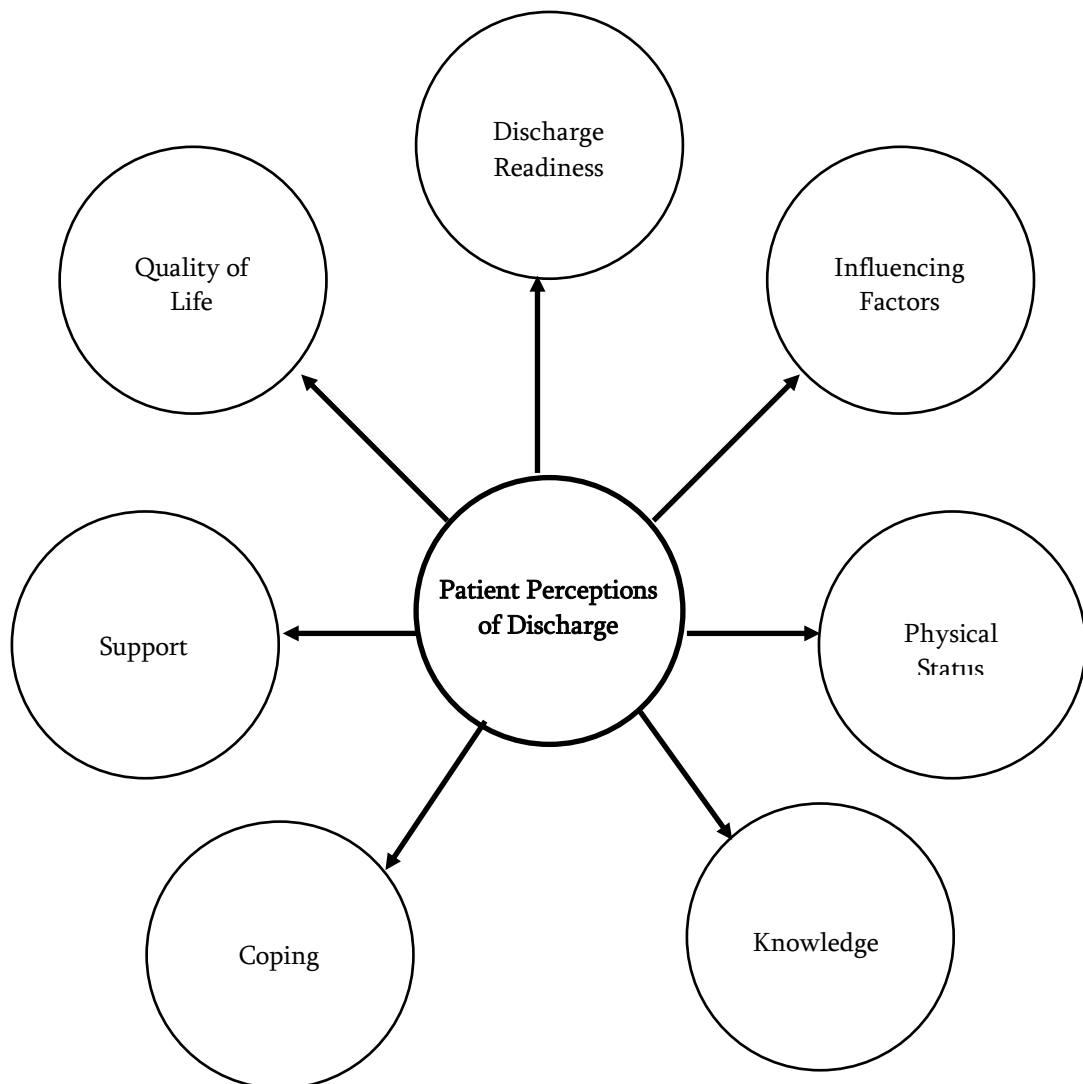 Discharge
Readiness
Quality of
Life
Influencing
Factors
Patient Perceptions
of Discharge
Support
Physical
Status
Coping
Knowledge